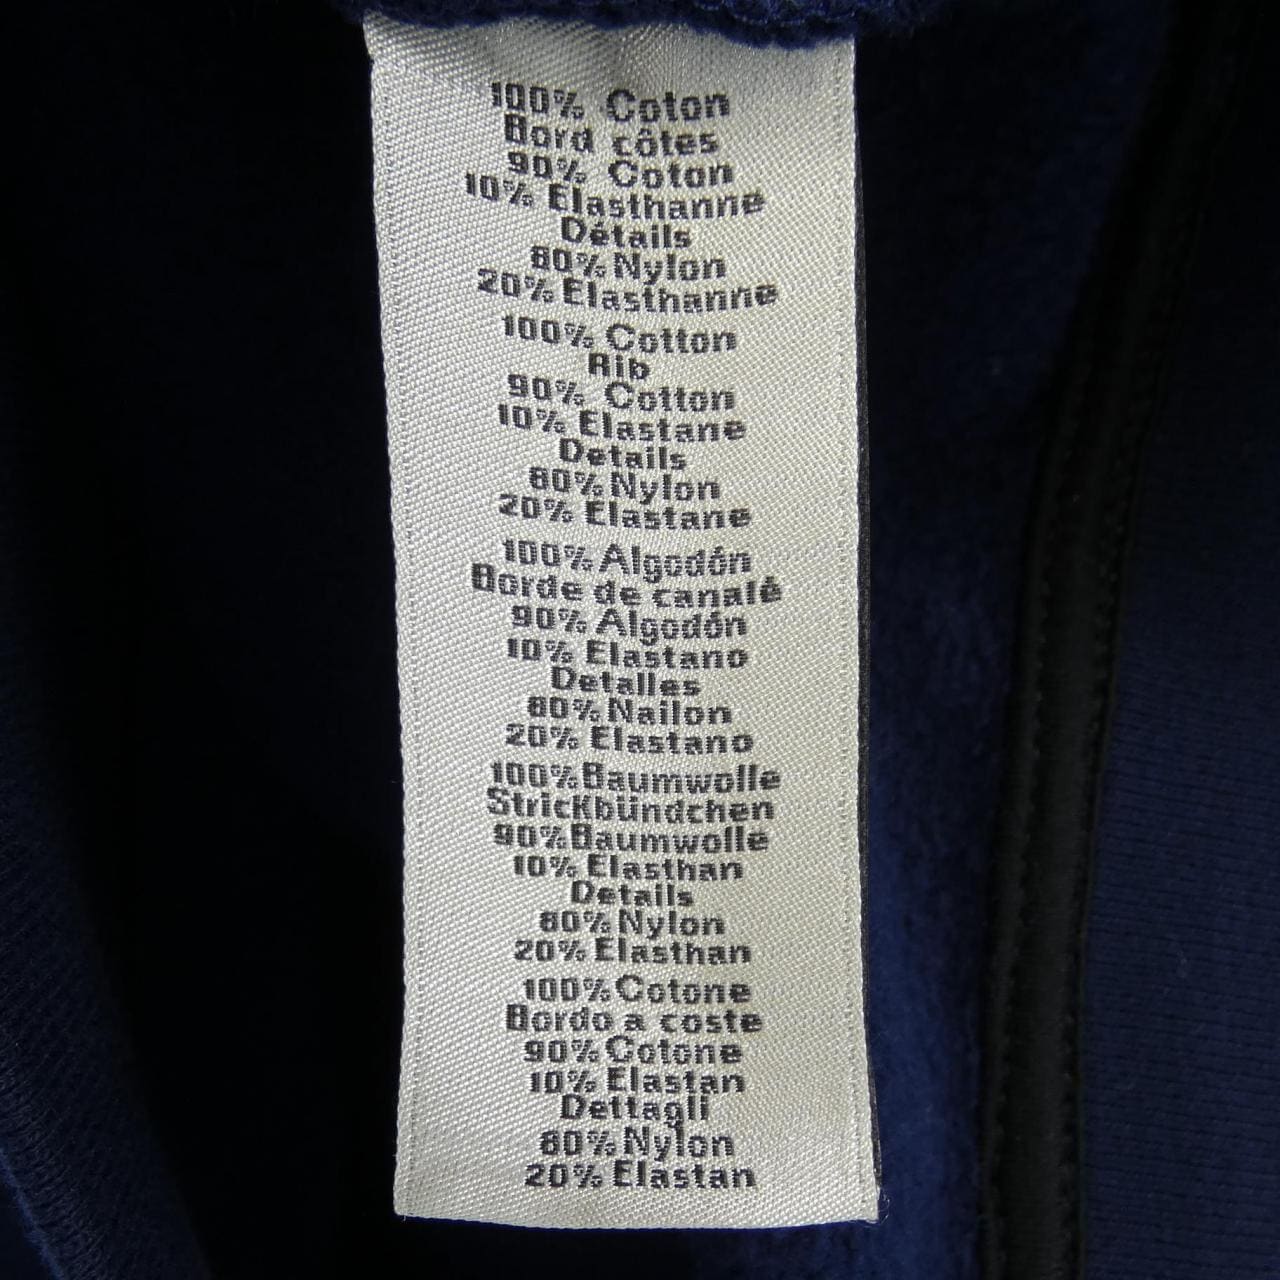 100% Coton
Bord côtes
90% Coton
10% Elasthanne
Détails
80% Nylon
20% Elasthanne
100% Cotton
Rib
90% Cotton
10% Elastane
Details
80% Nylon
20% Elastane
100% Algodón
Borde de canalé
90% Algodón
10% Elastano
Detalles
80% Nailon
20% Elastano
100% Baumwolle
Strickbündchen
90% Baumwolle
10% Elasthan
Details
80% Nylon
20% Elasthan
100% Cotone
Bordo a coste
90% Cotone
10% Elastan
Dettagli
80% Nylon
20% Elastan